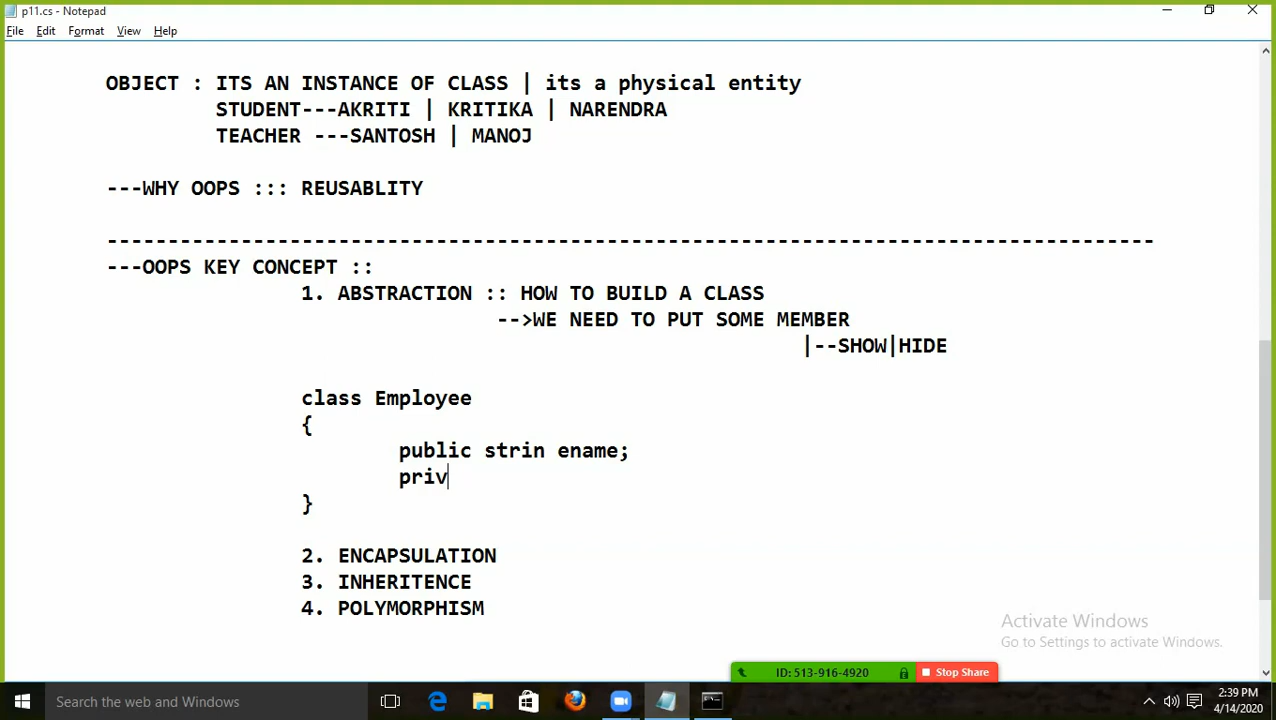 p11.cs - Notepad
File Edit Format View Help
OBJECT : ITS AN INSTANCE OF CLASS | its a physical entity
STUDENT---AKRITI | KRITIKA | NARENDRA
TEACHER ---SANTOSH | MANOJ
---WHY OOPS ::: REUSABLITY
--------------------------------------------------------------------------------------
---OOPS KEY CONCEPT ::
1. ABSTRACTION :: HOW TO BUILD A CLASS
-->WE NEED TO PUT SOME MEMBER
|--SHOW|HIDE
class Employee
{
public strin ename;
priv
}
2. ENCAPSULATION
3. INHERITENCE
4. POLYMORPHISM
Activate Windows
Go to Settings to activate Windows.
ID: 513-916-4920 Stop Share
Search the web and Windows
2:39 PM
4/14/2020